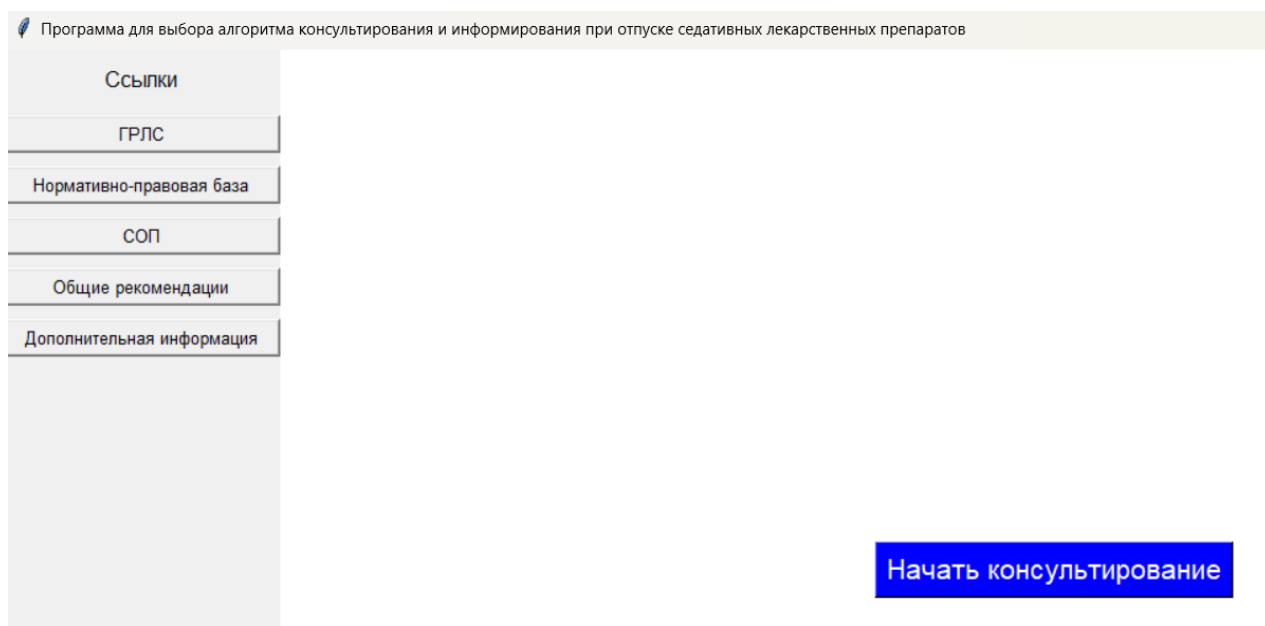 Программа для выбора алгоритма консультирования и информирования при отпуске седативных лекарственных препаратов
Ссылки
ГРЛС
Нормативно-правовая база
СОП
Общие рекомендации
Дополнительная информация
Начать консультирование